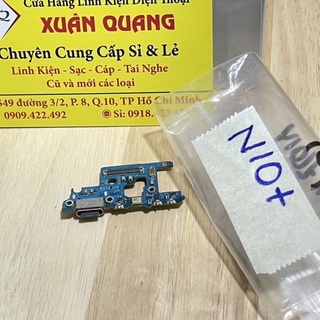 Cửa Hàng Linh Kiện Điện Thoại
XUÂN QUANG
Chuyên Cung Cấp Sỉ & Lẻ
Linh Kiện - Sạc - Cáp - Tai Nghe
Cũ và mới các loại
549 đường 3/2, P. 8, Q.10, TP Hồ Chí Minh
0909.422.492
Sỉ: 0918.
N10+